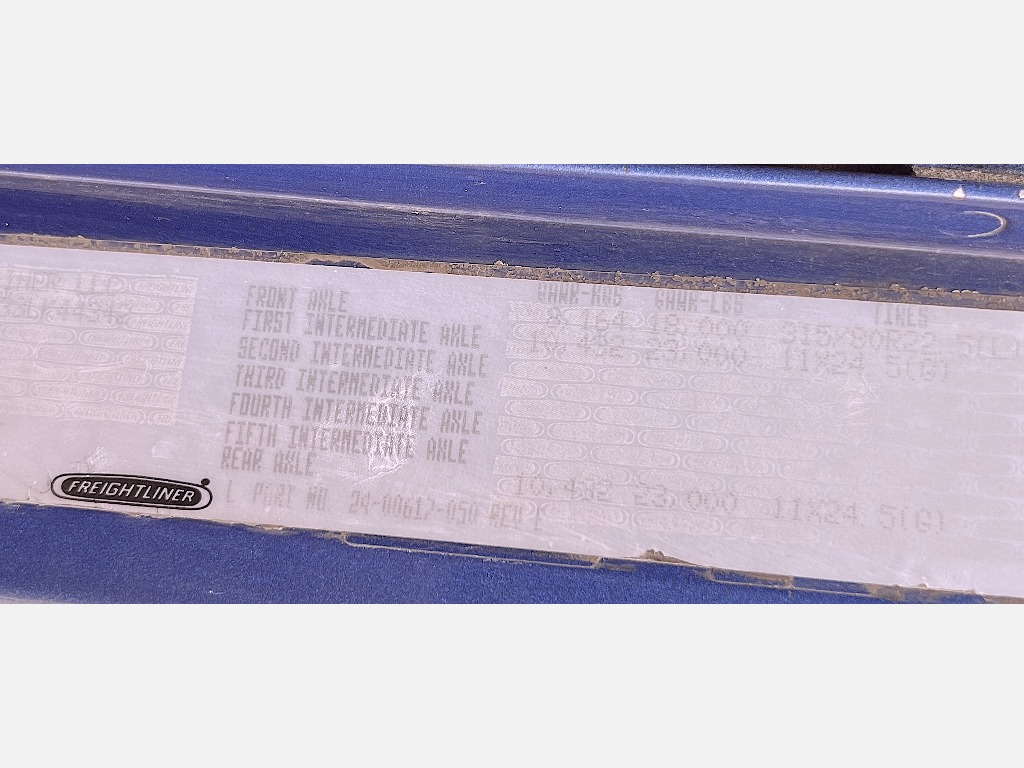 GAWR-KGS GAWR-LBS TIRES
FRONT AXLE 8,164 18,000 315/80R22.5(L)
FIRST INTERMEDIATE AXLE 10,432 23,000 11X24.5(G)
SECOND INTERMEDIATE AXLE
THIRD INTERMEDIATE AXLE
FOURTH INTERMEDIATE AXLE
FIFTH INTERMEDIATE AXLE
REAR AXLE 10,432 23,000 11X24.5(G)
L PART NO. 24-00617-050 REV E
FREIGHTLINER